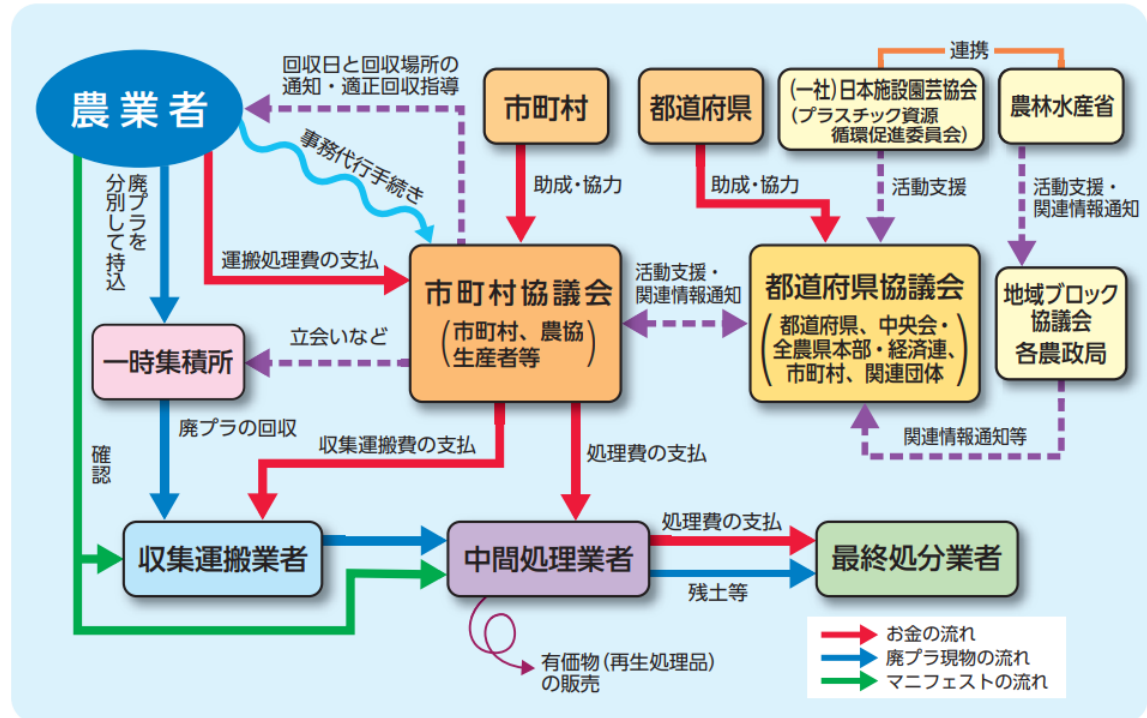 農業者
回収日と回収場所の
通知・適正回収指導
市町村
都道府県
連携
(一社)日本施設園芸協会
(プラスチック資源
循環促進委員会)
農林水産省
事務代行手続き
廃プラを
分別して持込
助成・協力
助成・協力
活動支援
活動支援・
関連情報通知
運搬処理費の支払
市町村協議会
(市町村、農協
生産者等)
活動支援・
関連情報通知
都道府県協議会
(都道府県、中央会・
全農県本部・経済連、
市町村、関連団体)
地域ブロック
協議会
各農政局
立会いなど
一時集積所
廃プラの回収
収集運搬費の支払
処理費の支払
関連情報通知等
確認
収集運搬業者
中間処理業者
処理費の支払
残土等
最終処分業者
有価物(再生処理品)
の販売
お金の流れ
廃プラ現物の流れ
マニフェストの流れ